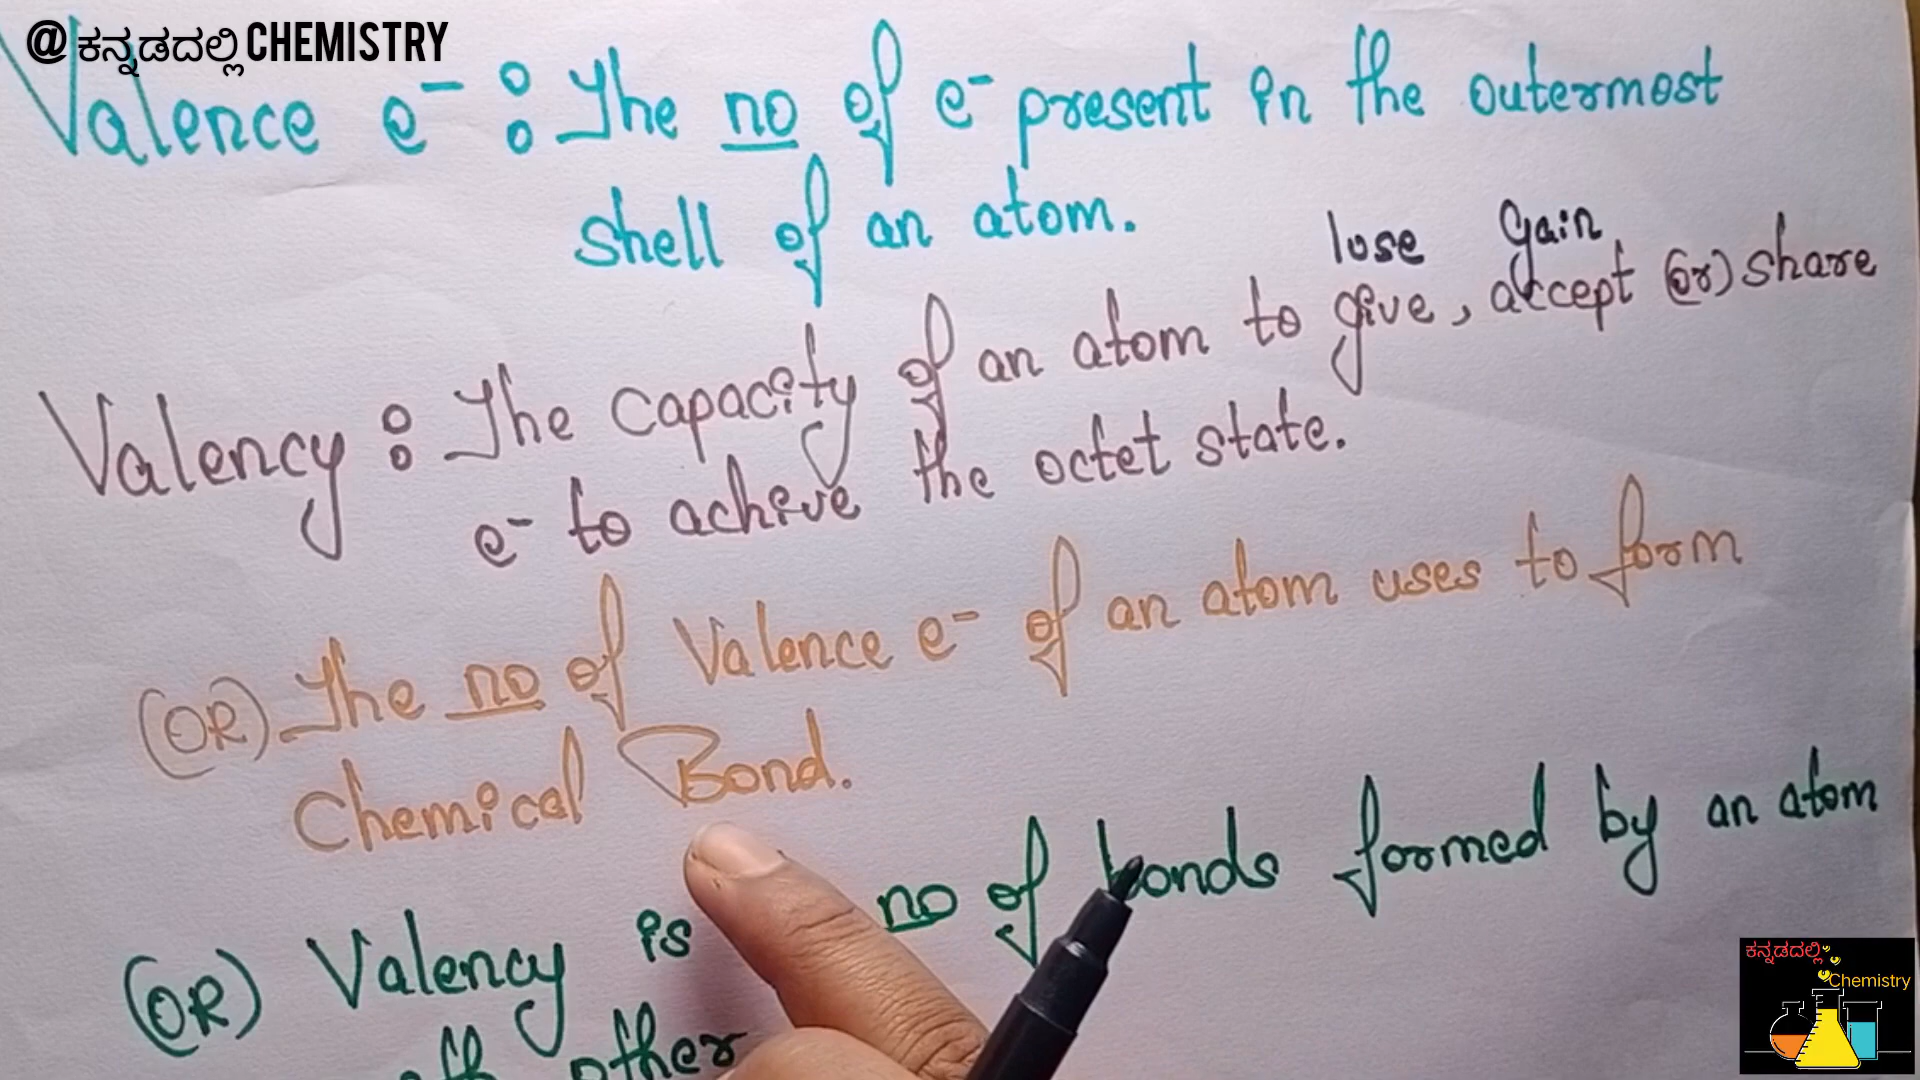 @ಕನ್ನಡದಲ್ಲಿ CHEMISTRY
Valence e⁻ : The no of e⁻ present in the outermost
shell of an atom.
lose gain
Valency : The capacity of an atom to give, accept (or) share
e⁻ to achive the octet state.
(OR) The no of Valence e⁻ of an atom uses to form
Chemical Bond.
(OR) Valency is no of bonds formed by an atom
other
ಕನ್ನಡದಲ್ಲಿ
Chemistry